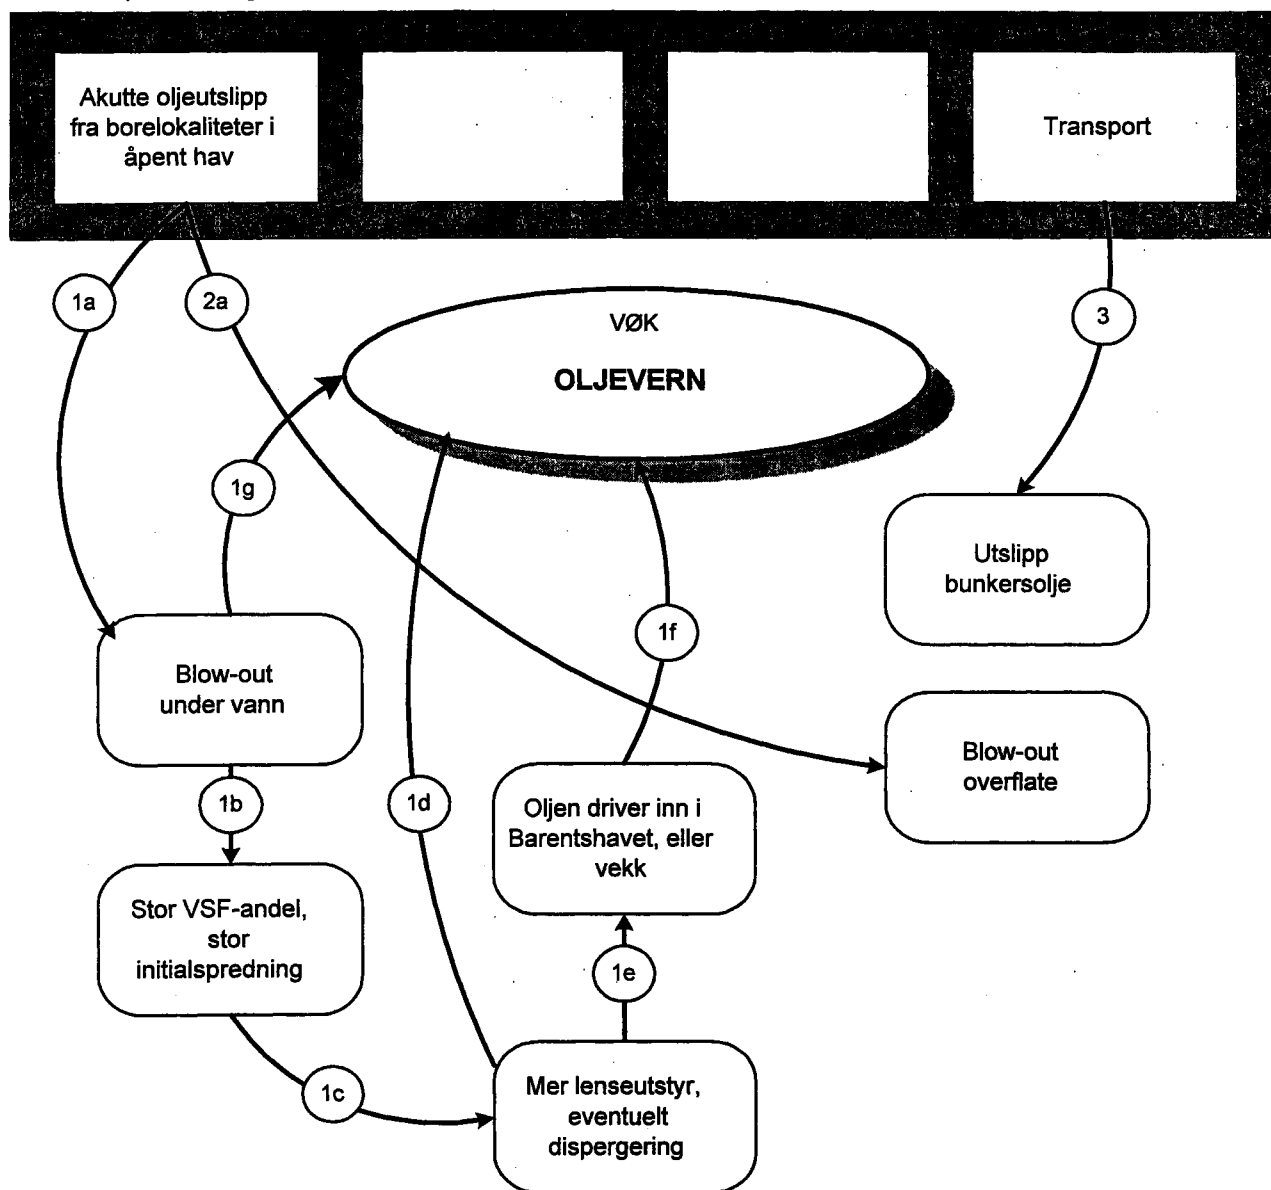 Akutte oljeutslipp
fra borelokaliteter i
åpent hav
Transport
1a
2a
3
VØK
OLJEVERN
1g
Utslipp
bunkersolje
1f
Blow-out
under vann
Blow-out
overflate
1b
1d
Oljen driver inn i
Barentshavet, eller
vekk
Stor VSF-andel,
stor
initialspredning
1e
1c
Mer lenseutstyr,
eventuelt
dispergering